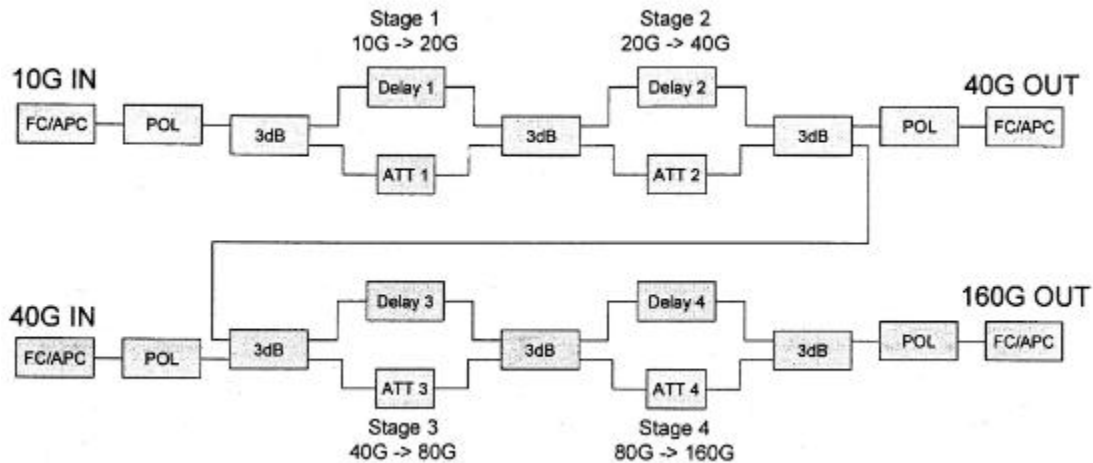 Stage 1
10G -> 20G
Stage 2
20G -> 40G
10G IN
Delay 1
Delay 2
40G OUT
FC/APC
POL
3dB
3dB
3dB
POL
FC/APC
ATT 1
ATT 2
40G IN
Delay 3
Delay 4
160G OUT
FC/APC
POL
3dB
3dB
3dB
POL
FC/APC
ATT 3
ATT 4
Stage 3
40G -> 80G
Stage 4
80G -> 160G